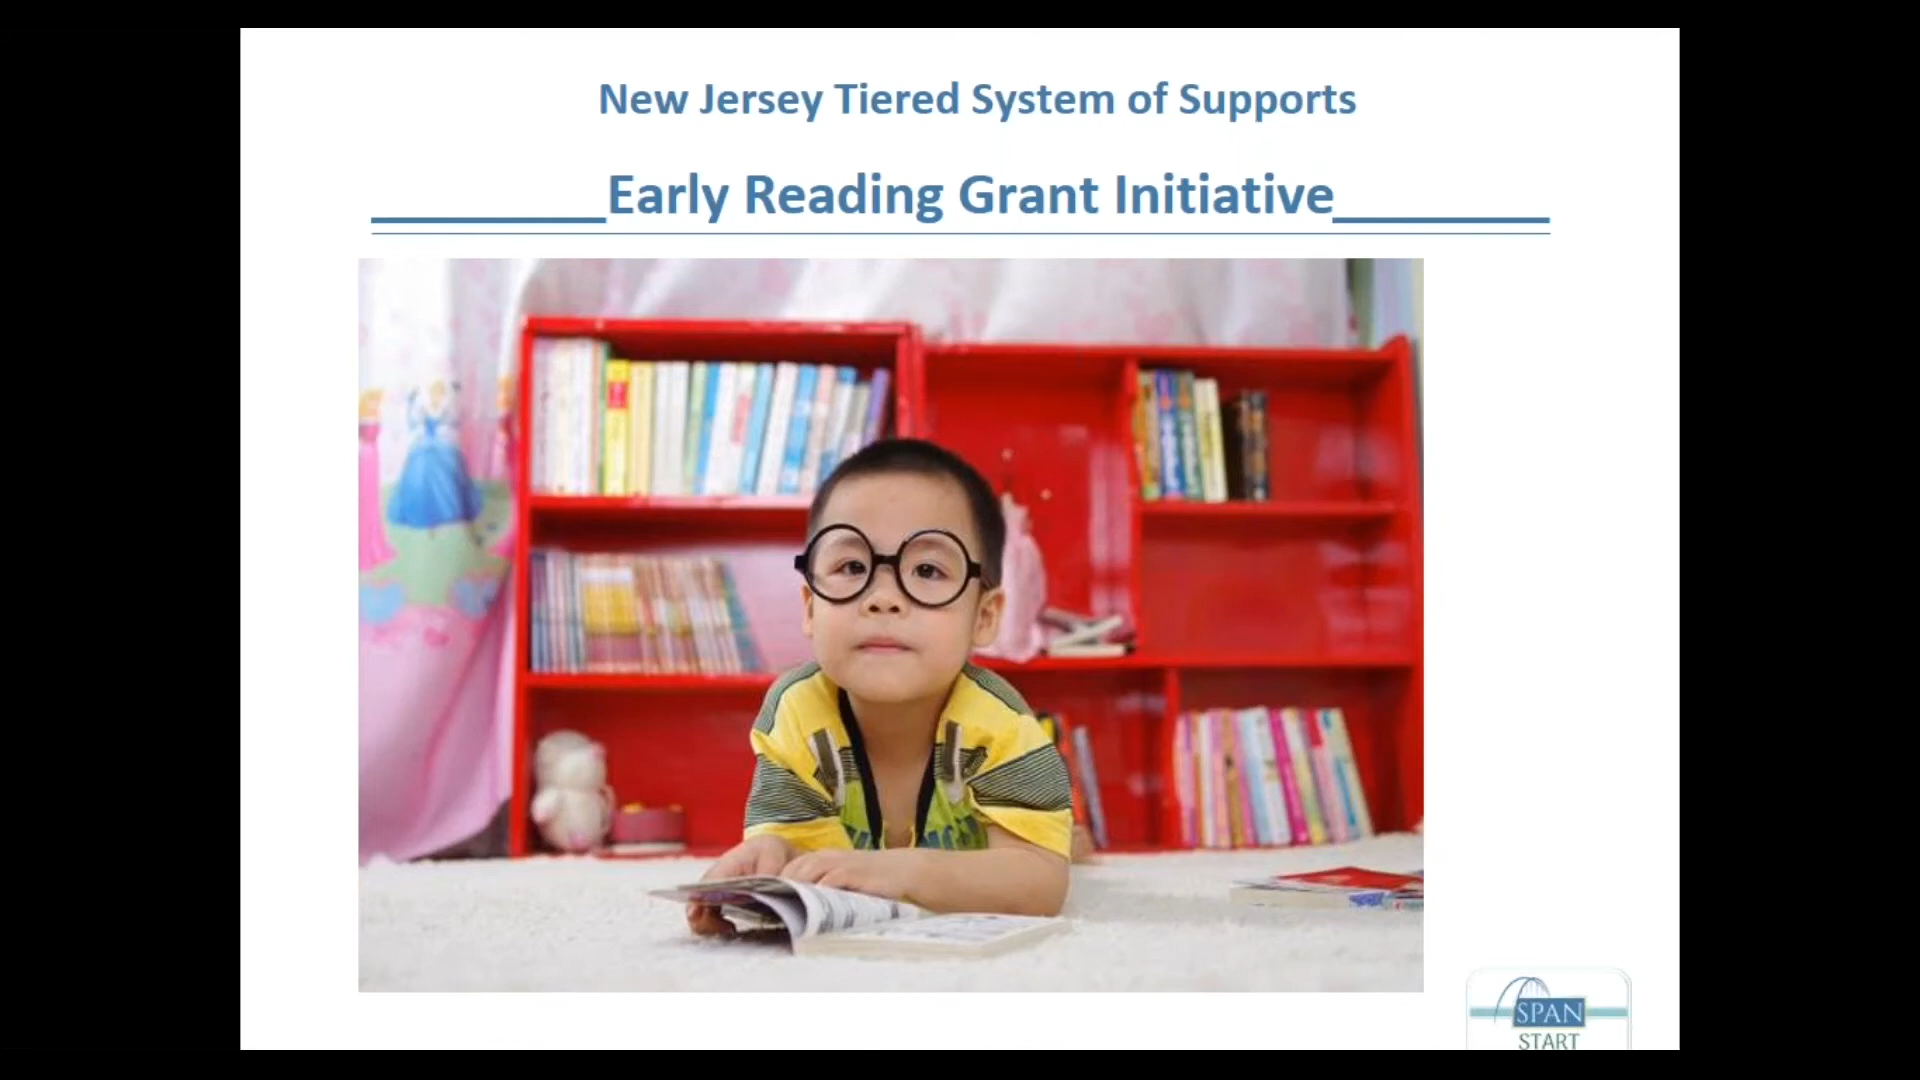 New Jersey Tiered System of Supports
Early Reading Grant Initiative
SPAN
START